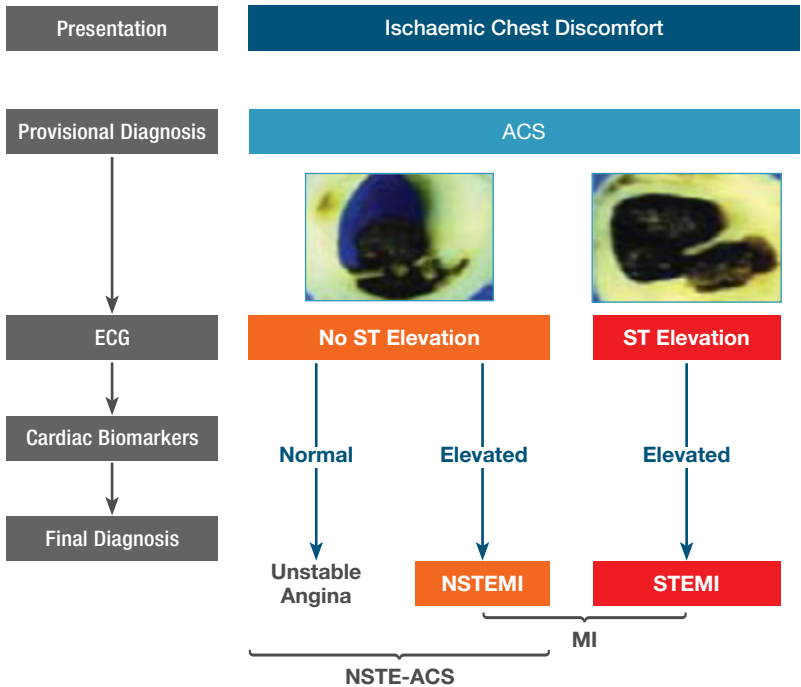 Presentation
Ischaemic Chest Discomfort
Provisional Diagnosis
ACS
ECG
No ST Elevation
ST Elevation
Cardiac Biomarkers
Normal
Elevated
Elevated
Final Diagnosis
Unstable
Angina
NSTEMI
STEMI
MI
NSTE-ACS